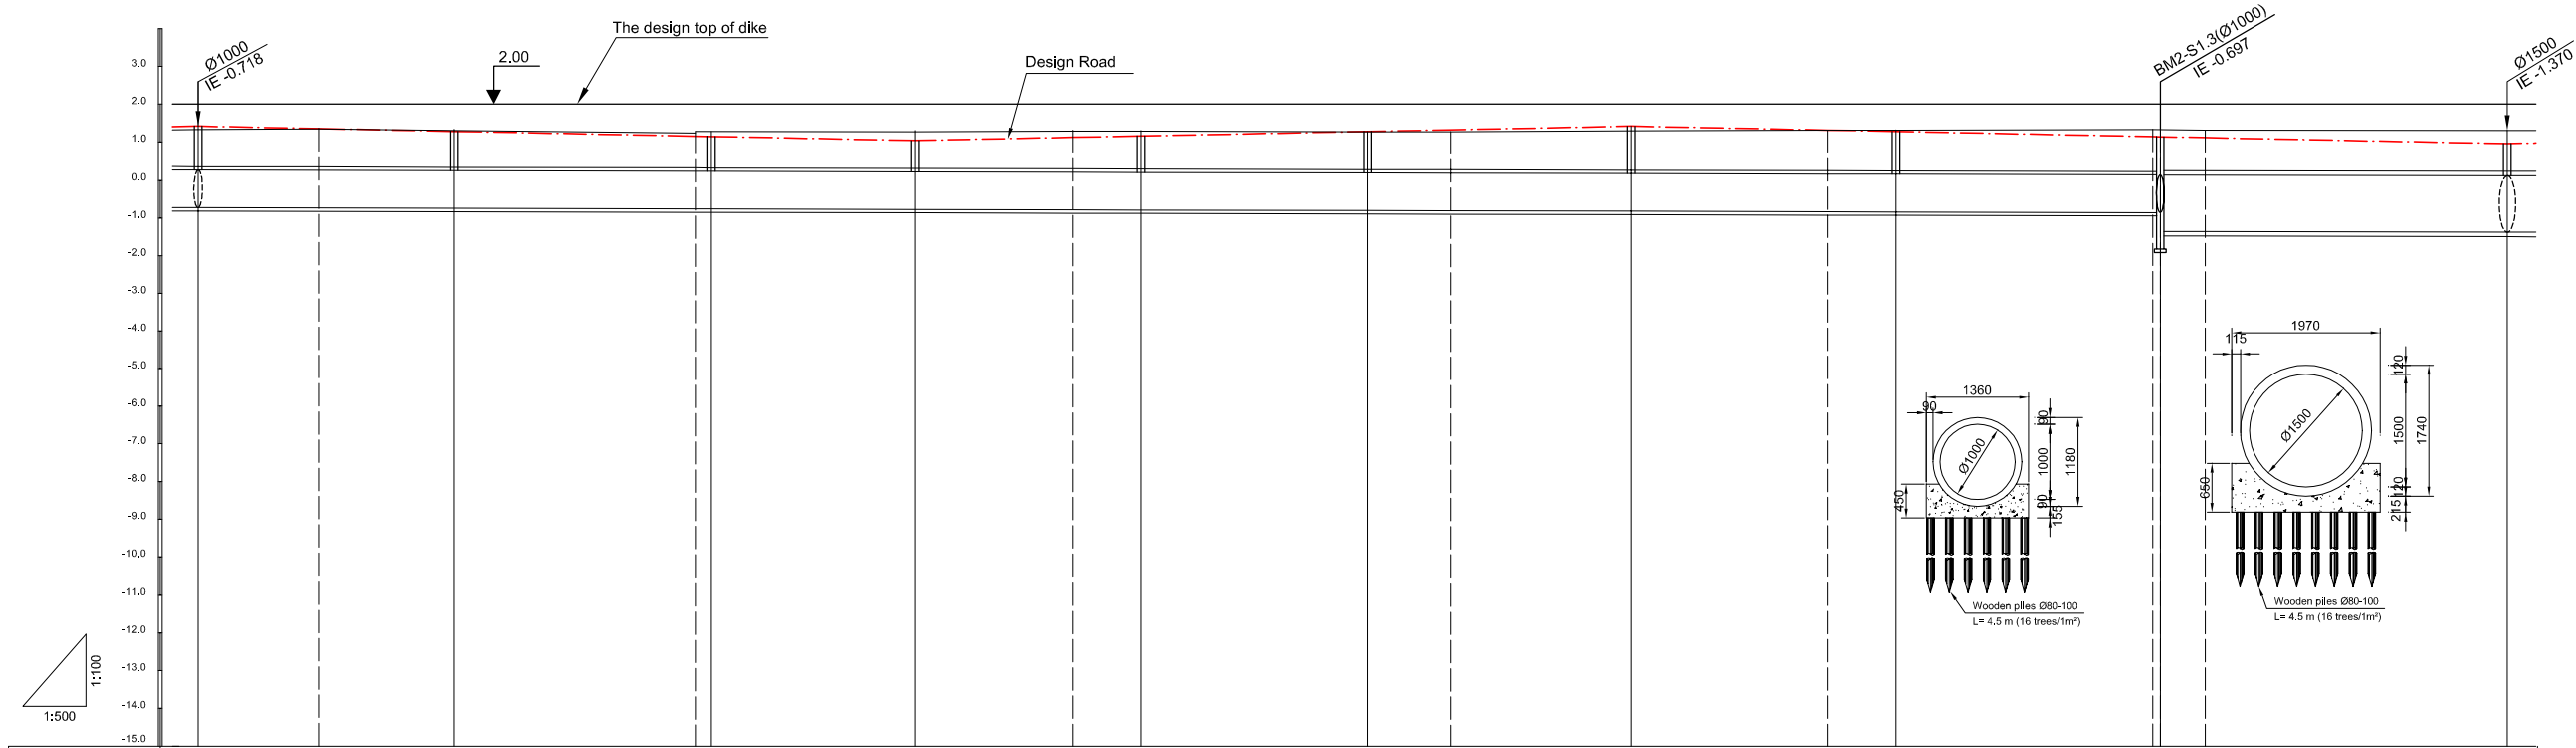 The design top of dike
Ø1000
IE -0.718
2.00
Design Road
BM2-S1.3(Ø1000)
IE -0.697
Ø1500
IE -1.370
3.0
2.0
1.0
0.0
-1.0
-2.0
-3.0
-4.0
-5.0
-6.0
-7.0
-8.0
-9.0
-10,0
-11.0
-12.0
-13.0
-14.0
-15.0
1:100
1:500
1360
90
Ø1000
90
1000
1180
90
155
450
Wooden piles Ø80-100
L= 4.5 m (16 trees/1m²)
1970
115
Ø1500
120
1500
1740
120
215
650
Wooden piles Ø80-100
L= 4.5 m (16 trees/1m²)